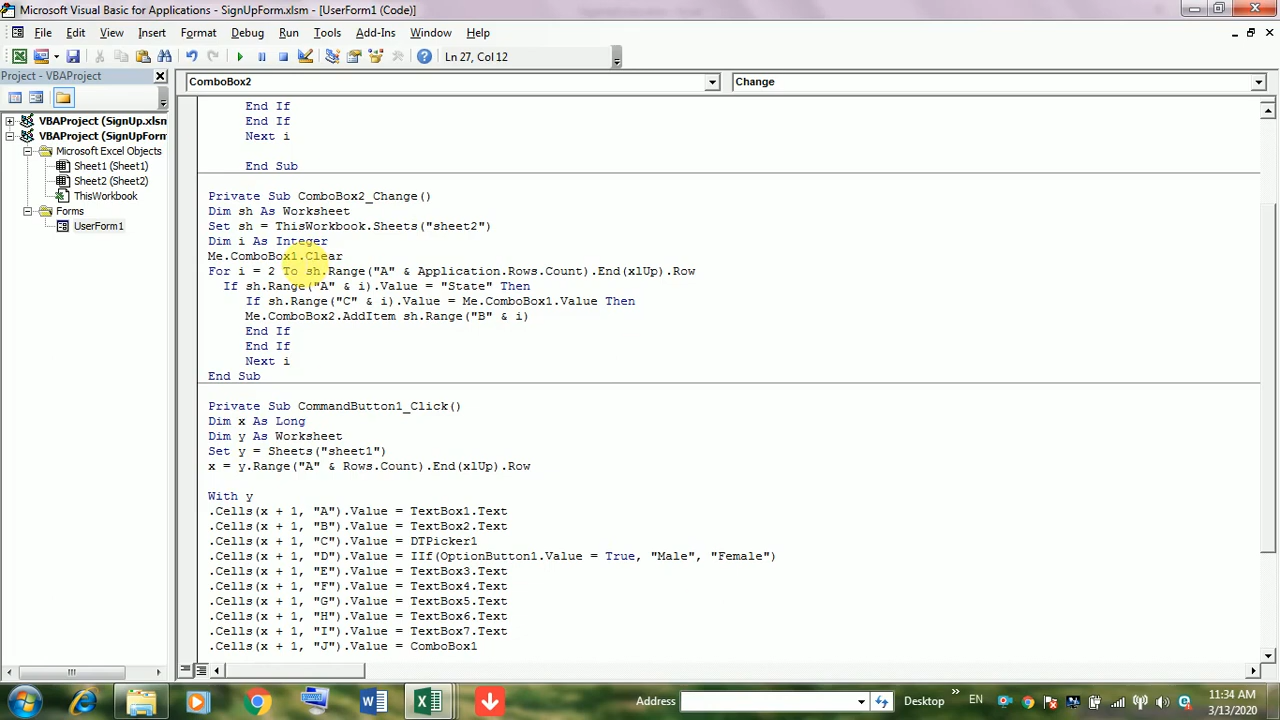 Microsoft Visual Basic for Applications - SignUpForm.xlsm - [UserForm1 (Code)]
File Edit View Insert Format Debug Run Tools Add-Ins Window Help
Ln 27, Col 12
Project - VBAProject
ComboBox2
Change
VBAProject (SignUp.xlsn
VBAProject (SignUpForm
Microsoft Excel Objects
Sheet1 (Sheet1)
Sheet2 (Sheet2)
ThisWorkbook
Forms
UserForm1
End If
End If
Next i
End Sub
Private Sub ComboBox2_Change()
Dim sh As Worksheet
Set sh = ThisWorkbook.Sheets("sheet2")
Dim i As Integer
Me.ComboBox1.Clear
For i = 2 To sh.Range("A" & Application.Rows.Count).End(xlUp).Row
If sh.Range("A" & i).Value = "State" Then
If sh.Range("C" & i).Value = Me.ComboBox1.Value Then
Me.ComboBox2.AddItem sh.Range("B" & i)
End If
End If
Next i
End Sub
Private Sub CommandButton1_Click()
Dim x As Long
Dim y As Worksheet
Set y = Sheets("sheet1")
x = y.Range("A" & Rows.Count).End(xlUp).Row
With y
.Cells(x + 1, "A").Value = TextBox1.Text
.Cells(x + 1, "B").Value = TextBox2.Text
.Cells(x + 1, "C").Value = DTPicker1
.Cells(x + 1, "D").Value = IIf(OptionButton1.Value = True, "Male", "Female")
.Cells(x + 1, "E").Value = TextBox3.Text
.Cells(x + 1, "F").Value = TextBox4.Text
.Cells(x + 1, "G").Value = TextBox5.Text
.Cells(x + 1, "H").Value = TextBox6.Text
.Cells(x + 1, "I").Value = TextBox7.Text
.Cells(x + 1, "J").Value = ComboBox1
Address
Desktop
EN
11:34 AM
3/13/2020